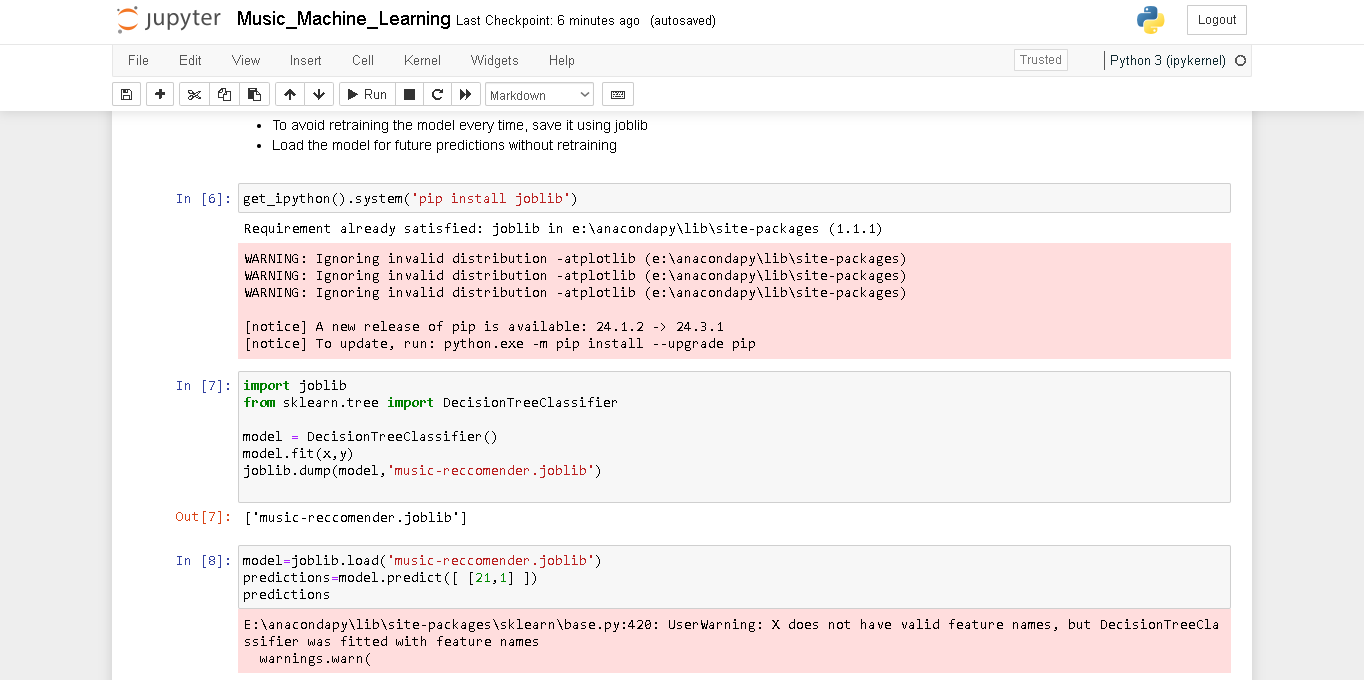 jupyter Music_Machine_Learning Last Checkpoint: 6 minutes ago (autosaved) Logout
File Edit View Insert Cell Kernel Widgets Help Trusted Python 3 (ipykernel)
Run Markdown
• To avoid retraining the model every time, save it using joblib
• Load the model for future predictions without retraining
In [6]: get_ipython().system('pip install joblib')
Requirement already satisfied: joblib in e:\anacondapy\lib\site-packages (1.1.1)
WARNING: Ignoring invalid distribution -atplotlib (e:\anacondapy\lib\site-packages)
WARNING: Ignoring invalid distribution -atplotlib (e:\anacondapy\lib\site-packages)
WARNING: Ignoring invalid distribution -atplotlib (e:\anacondapy\lib\site-packages)
[notice] A new release of pip is available: 24.1.2 -> 24.3.1
[notice] To update, run: python.exe -m pip install --upgrade pip
In [7]: import joblib
from sklearn.tree import DecisionTreeClassifier
model = DecisionTreeClassifier()
model.fit(x,y)
joblib.dump(model,'music-reccomender.joblib')
Out[7]: ['music-reccomender.joblib']
In [8]: model=joblib.load('music-reccomender.joblib')
predictions=model.predict([ [21,1] ])
predictions
E:\anacondapy\lib\site-packages\sklearn\base.py:420: UserWarning: X does not have valid feature names, but DecisionTreeCla
ssifier was fitted with feature names
warnings.warn(